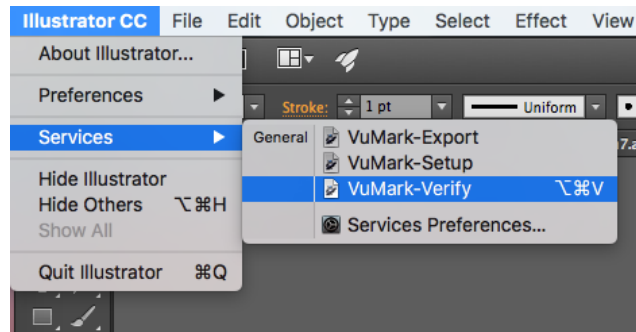 Illustrator CC File Edit Object Type Select Effect View
About Illustrator...
Preferences ▶
Stroke: 1 pt Uniform
Services ▶
General VuMark-Export
VuMark-Setup
VuMark-Verify ⌥⌘V
Services Preferences...
Hide Illustrator
Hide Others ⌥⌘H
Show All
Quit Illustrator ⌘Q